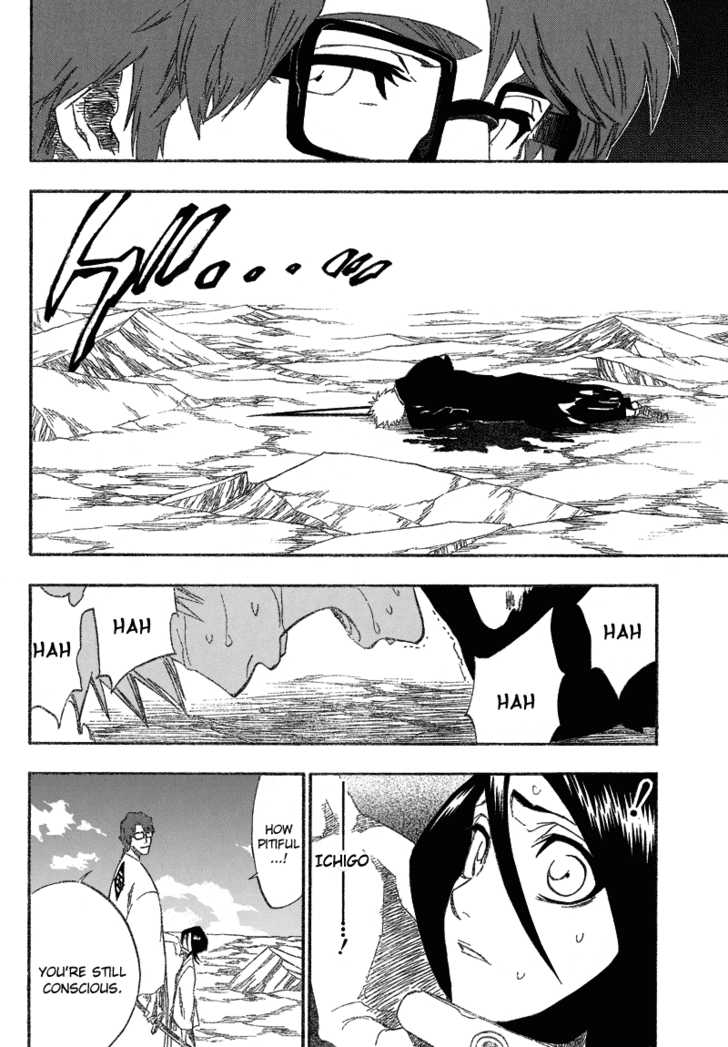 HAH
HAH
HAH
HAH
ICHIGO
......!
!
HOW
PITIFUL
...!
YOU'RE STILL
CONSCIOUS.